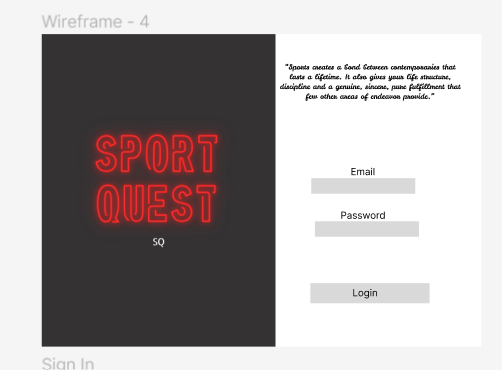 Wireframe - 4
SPORT
QUEST
SQ
"Sports creates a bond between contemporaries that
lasts a lifetime. It also gives your life structure,
discipline and a genuine, sincere, pure fulfillment that
few other areas of endeavor provide."
Email
Password
Login
Sign In